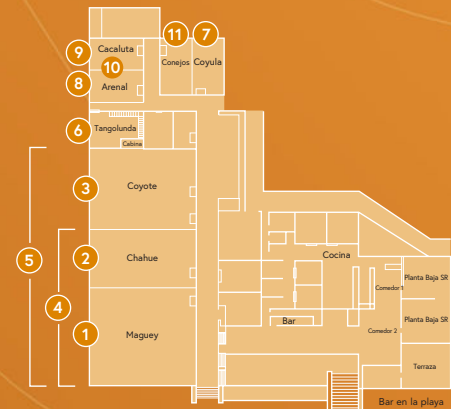 11
7
9
Cacaluta
Conejos
Coyula
10
8
Arenal
6
Tangolunda
Cabina
3
Coyote
5
2
Chahue
4
1
Maguey
Cocina
Planta Baja SR
Comedor 1
Bar
Planta Baja SR
Comedor 2
Terraza
Bar en la playa